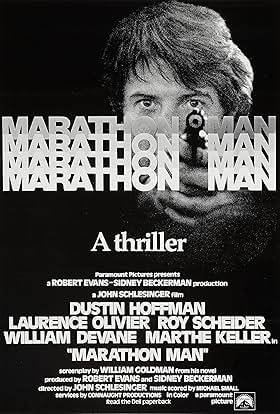 MARATHON MAN
MARATHON MAN
MARATHON MAN
MARATHON MAN
A thriller
Paramount Pictures presents
a ROBERT EVANS–SIDNEY BECKERMAN production
a JOHN SCHLESINGER film
DUSTIN HOFFMAN
LAURENCE OLIVIER ROY SCHEIDER
WILLIAM DEVANE MARTHE KELLER in
"MARATHON MAN"
screenplay by WILLIAM GOLDMAN from his novel
produced by ROBERT EVANS and SIDNEY BECKERMAN
directed by JOHN SCHLESINGER music scored by MICHAEL SMALL
services by CONNAUGHT PRODUCTIONS in Color a paramount picture
Read the Dell paperback